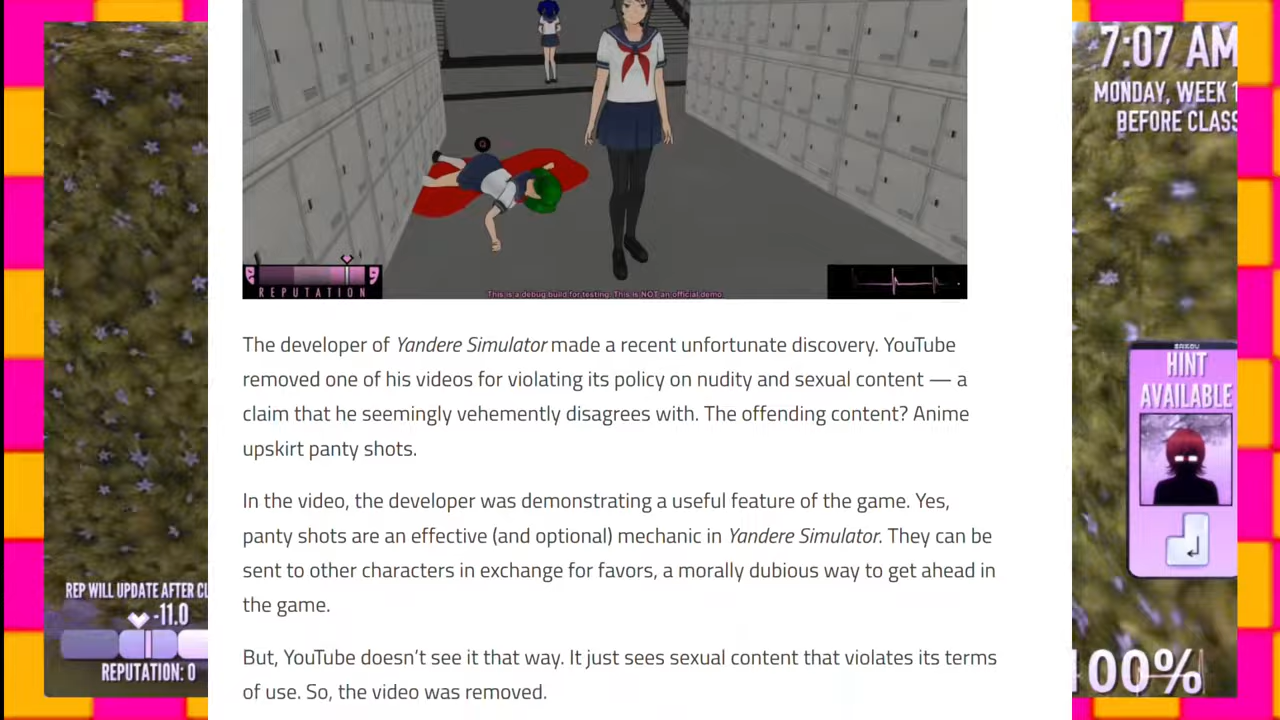 7:07 AM
MONDAY, WEEK 1
BEFORE CLASS
REPUTATION
This is a debug build for testing. This is NOT an official demo.
The developer of Yandere Simulator made a recent unfortunate discovery. YouTube
removed one of his videos for violating its policy on nudity and sexual content — a
claim that he seemingly vehemently disagrees with. The offending content? Anime
upskirt panty shots.
In the video, the developer was demonstrating a useful feature of the game. Yes,
panty shots are an effective (and optional) mechanic in Yandere Simulator. They can be
sent to other characters in exchange for favors, a morally dubious way to get ahead in
the game.
But, YouTube doesn’t see it that way. It just sees sexual content that violates its terms
of use. So, the video was removed.
HINT
AVAILABLE
REP WILL UPDATE AFTER CL
-11.0
REPUTATION: 0
100%